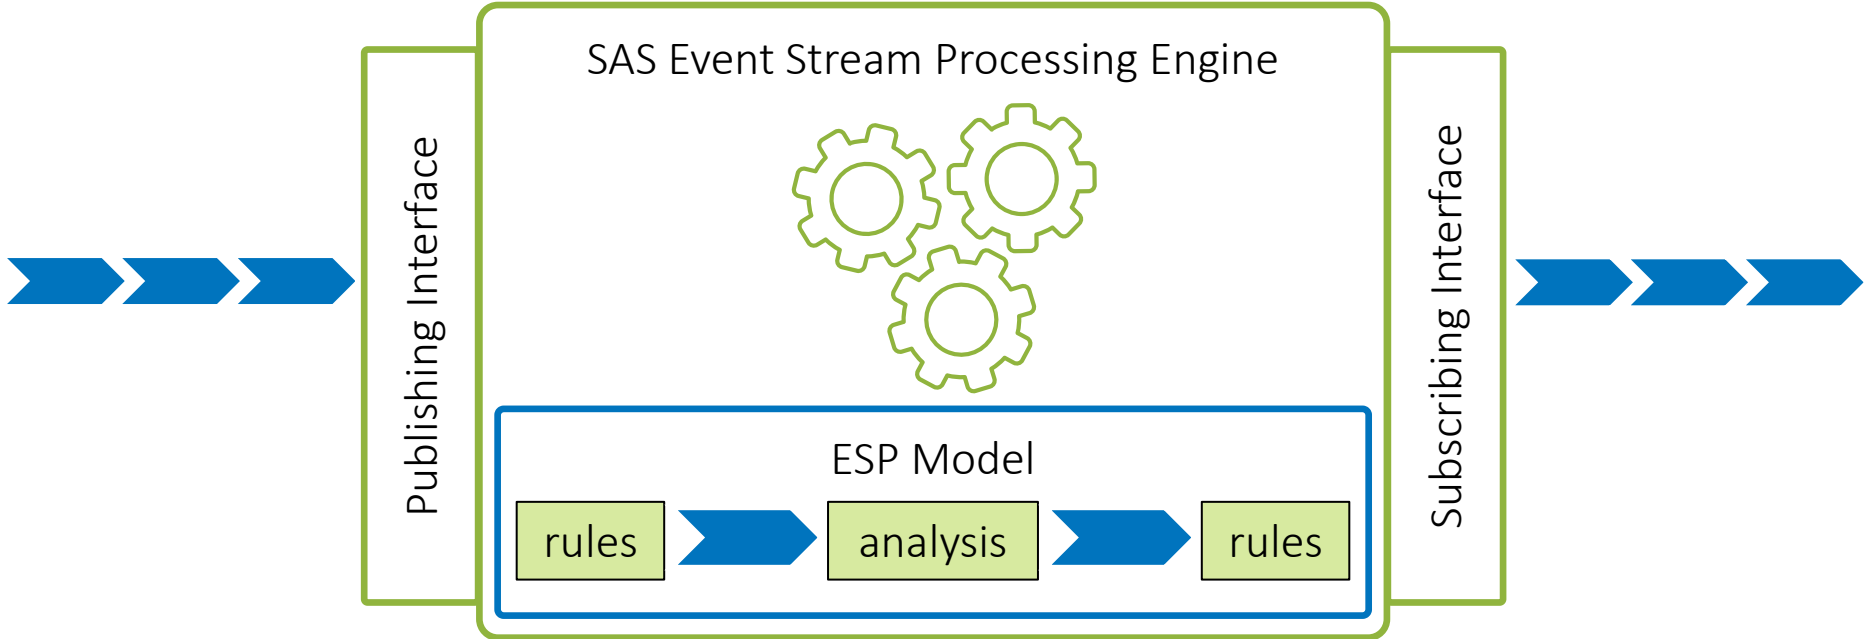 SAS Event Stream Processing Engine
Publishing Interface
Subscribing Interface
ESP Model
rules
analysis
rules